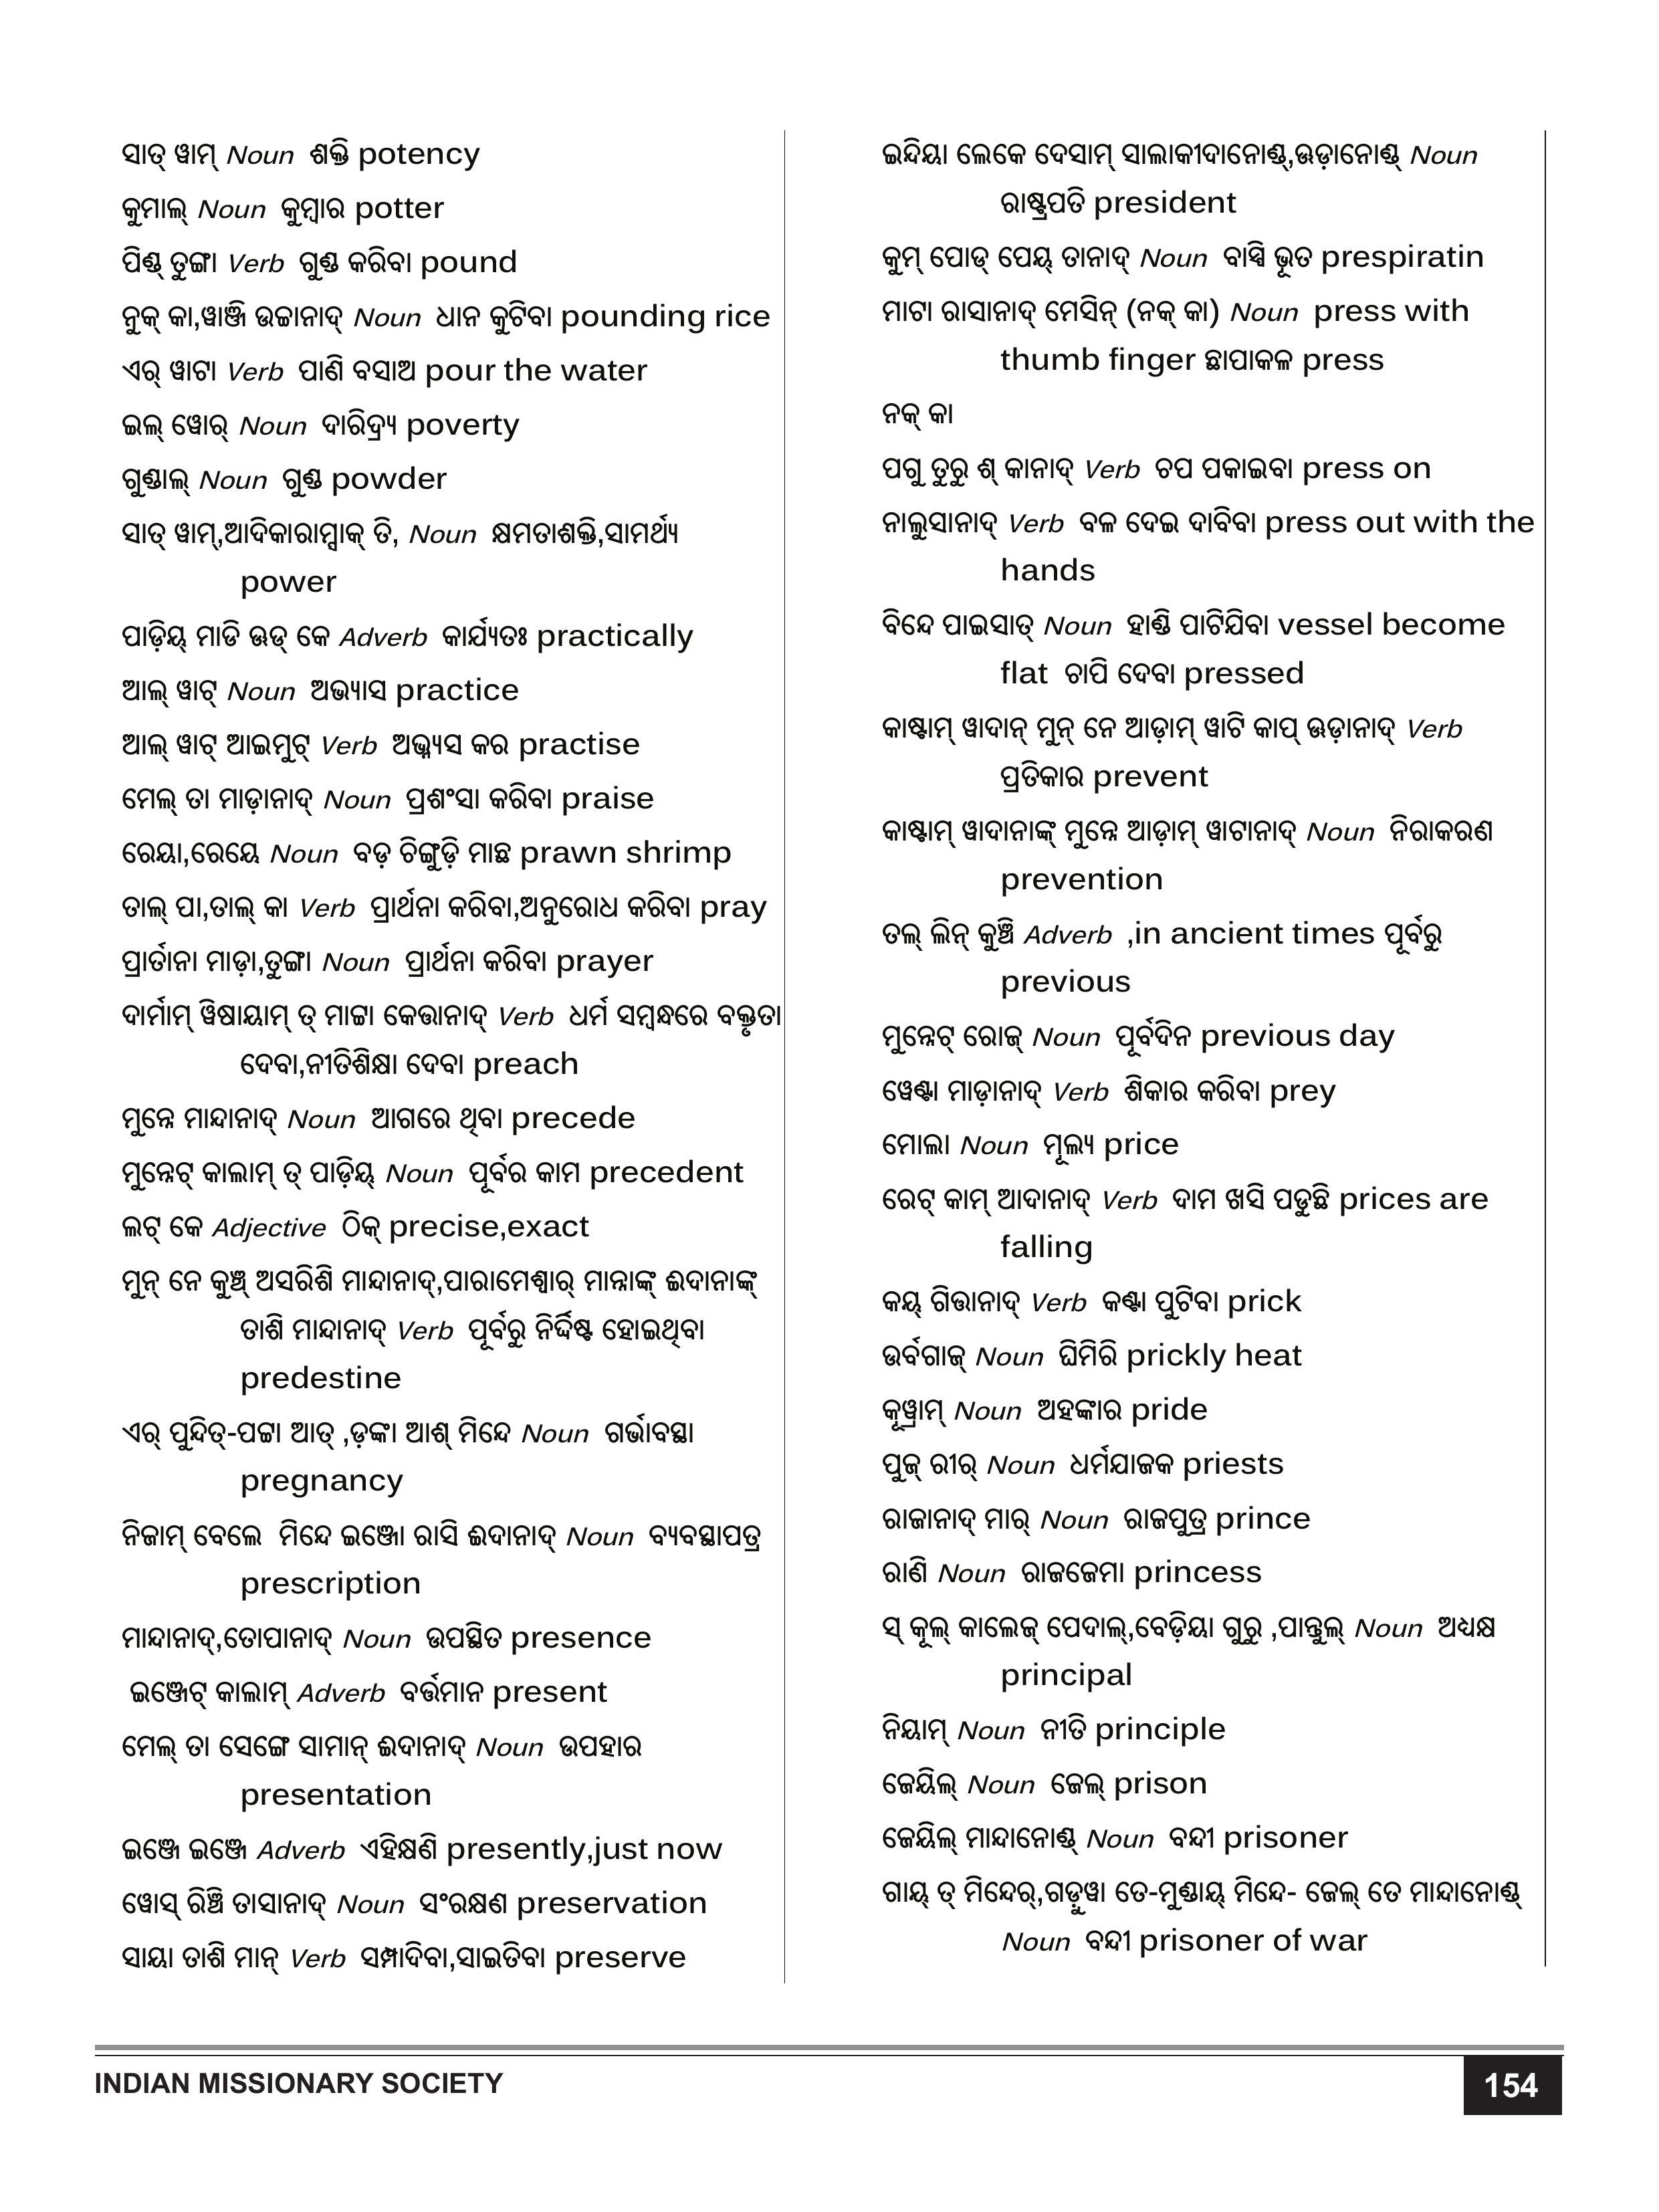 ସାତ୍ ୱାମ୍ Noun ଶକ୍ତି potency
କୁମାଲ୍ Noun କୁମ୍ବାର potter
ପିଣ୍ଡ୍ ତୁଙ୍ଗା Verb ଗୁଣ୍ଡ କରିବା pound
ନୁକ୍ କା,ୱାଞ୍ଜି ଉଚ୍ଚାନାଦ୍ Noun ଧାନ କୁଟିବା pounding rice
ଏର୍ ୱାଟା Verb ପାଣି ବସାଅ pour the water
ଇଲ୍ ୱୋର୍ Noun ଦାରିଦ୍ର୍ୟ poverty
ଗୁଣ୍ଡାଲ୍ Noun ଗୁଣ୍ଡ powder
ସାତ୍ ୱାମ୍,ଆଦିକାରାମ୍ସାକ୍ ତି, Noun କ୍ଷମତାଶକ୍ତି,ସାମର୍ଥ୍ୟ
power
ପାଡ଼ିୟ୍ ମାଡି ଊଡ୍ କେ Adverb କାର୍ଯ୍ୟତଃ practically
ଆଲ୍ ୱାଟ୍ Noun ଅଭ୍ୟାସ practice
ଆଲ୍ ୱାଟ୍ ଆଇମୁଟ୍ Verb କର practise
ମେଲ୍ ତା ମାଡ଼ାନାଦ୍ Noun ପ୍ରଶଂସା କରିବା praise
ରେୟା,ରେୟେ Noun ବଡ଼ ଚିଙ୍ଗୁଡ଼ି ମାଛ prawn shrimp
ତାଲ୍ ପା,ତାଲ୍ କା Verb ପ୍ରାର୍ଥନା କରିବା,ଅନୁରୋଧ କରିବା pray
ପ୍ରାର୍ତାନା ମାଡ଼ା,ତୁଙ୍ଗା Noun ପ୍ରାର୍ଥନା କରିବା prayer
ଦାର୍ମାମ୍ ୱିଷାୟାମ୍ ତ୍ ମାଟ୍ଟା କେଭାନାଦ୍ Verb ଧର୍ମ ସମ୍ବନ୍ଧରେ ବକ୍ତୃତା
ଦେବା,ନୀତିଶିକ୍ଷା ଦେବା preach
ମୁନ୍ନେ ମାନ୍ଦାନାଦ୍ Noun ଆଗରେ ଥିବା precede
ମୁନ୍ନେଟ୍ କାଲାମ୍ ତ୍ ପାଡ଼ିୟ୍ Noun ପୂର୍ବର କାମ precedent
ଲଟ୍ କେ Adjective ଠିକ୍ precise,exact
ମୁନ୍ ନେ କୁଞ୍ଚ୍ ଅସରିଶି ମାନ୍ଦାନାଦ୍,ପାରାମେଶ୍ୱାର୍ ମାନ୍ନାଙ୍କ୍ ଈଦାନାଙ୍କ୍
ତାଶି ମାନ୍ଦାନାଦ୍ Verb ପୂର୍ବରୁ ନିର୍ଦ୍ଦିଷ୍ଟ ହୋଇଥିବା
predestine
ଏର୍ ପୁନ୍ଦିତ୍-ପଟ୍ଟା ଆତ୍ ,ଡ଼ଙ୍କା ଆଶ୍ ମିନ୍ଦେ Noun ଗର୍ଭାବସ୍ଥା
pregnancy
ନିଜାମ୍ ବେଲେ ମିନ୍ଦେ ଇଞ୍ଜୋ ରାସି ଈଦାନାଦ୍ Noun ବ୍ୟବସ୍ଥାପତ୍ର
prescription
ମାନ୍ଦାନାଦ୍,ତୋପାନାଦ୍ Noun ଉପସ୍ଥିତ presence
ଇଞ୍ଜେଟ୍ କାଲାମ୍ Adverb ବର୍ତ୍ତମାନ present
ମେଲ୍ ତା ସେଙ୍ଗେ ସାମାନ୍ ଈଦାନାଦ୍ Noun ଉପହାର
presentation
ଇଞ୍ଜେ ଇଞ୍ଜେ Adverb ଏହିକ୍ଷଣି presently,just now
ୱୋସ୍ ରିଞ୍ଚି ତାସାନାଦ୍ Noun ସଂରକ୍ଷଣ preservation
ସାୟା ତାଶି ମାନ୍ Verb ସମ୍ପାଦିବା,ସାଇତିବା preserve
ଇନ୍ଦିୟା ଲେକେ ଦେସାମ୍ ସାଲାକୀଦାନୋଣ୍ଡ୍,ଊଡ଼ାନୋଣ୍ଡ୍ Noun
ରାଷ୍ଟ୍ରପତି president
କୁମ୍ ପୋଡ୍ ପେୟ୍ ତାନାଦ୍ Noun ଭୂତ prespiratin
ମାଟା ରାସାନାଦ୍ ମେସିନ୍ (ନକ୍ କା) Noun press with
thumb finger ଛାପାକଳ press
ନକ୍ କା
ପଗୁ ତୁରୁ ଶ୍ କାନାଦ୍ Verb ଚପ ପକାଇବା press on
ନାଲୁସାନାଦ୍ Verb ବଳ ଦେଇ ଦାବିବା press out with the
hands
ବିନ୍ଦେ ପାଇସାତ୍ Noun ହାଣ୍ଡି ପାଟିଯିବା vessel become
flat ଚାପି ଦେବା pressed
କାଷ୍ଟାମ୍ ୱାଦାନ୍ ମୁନ୍ ନେ ଆଡ଼ାମ୍ ୱାଟି କାପ୍ ଊଡ଼ାନାଦ୍ Verb
ପ୍ରତିକାର prevent
କାଷ୍ଟାମ୍ ୱାଦାନାଙ୍କ୍ ମୁନ୍ନେ ଆଡ଼ାମ୍ ୱାଟାନାଦ୍ Noun ନିରାକରଣ
prevention
ତଲ୍ ଲିନ୍ କୁଞ୍ଚି Adverb ,in ancient times ପୂର୍ବରୁ
previous
ମୁନ୍ନେଟ୍ ରୋଜ୍ Noun ପୂର୍ବଦିନ previous day
ୱେଣ୍ଟା ମାଡ଼ାନାଦ୍ Verb ଶିକାର କରିବା prey
ମୋଲା Noun ମୂଲ୍ୟ price
ରେଟ୍ କାମ୍ ଆଦାନାଦ୍ Verb ଦାମ ଖସି ପଡୁଛି prices are
falling
କୟ୍ ଗିଭାନାଦ୍ Verb କଣ୍ଟା ଫୁଟିବା prick
ଉର୍ବଗାଜ୍ Noun ଘିମିରି prickly heat
କୂୱ୍ରାମ୍ Noun ଅହଙ୍କାର pride
ପୁଜ୍ ରୀର୍ Noun ଧର୍ମଯାଜକ priests
ରାଜାନାଦ୍ ମାର୍ Noun ରାଜପୁତ୍ର prince
ରାଣି Noun ରାଜଜେମା princess
ସ୍ କୂଲ୍ କାଲେଜ୍ ପେଦାଲ୍,ବେଡ଼ିୟା ଗୁରୁ ,ପାନ୍ତୁଲ୍ Noun ଅଧ୍ୟକ୍ଷ
principal
ନିୟାମ୍ Noun ନୀତି principle
ଜେୟିଲ୍ Noun ଜେଲ୍ prison
ଜେୟିଲ୍ ମାନ୍ଦାନୋଣ୍ଡ୍ Noun ବନ୍ଦୀ prisoner
ଗାୟ୍ ତ୍ ମିନ୍ଦେର୍,ଗଡୁ଼ୱା ତେ-ମୁଣ୍ଡାୟ୍ ମିନ୍ଦେ- ଜେଲ୍ ତେ ମାନ୍ଦାନୋଣ୍ଡ୍
Noun ବନ୍ଦୀ prisoner of war
INDIAN MISSIONARY SOCIETY
154